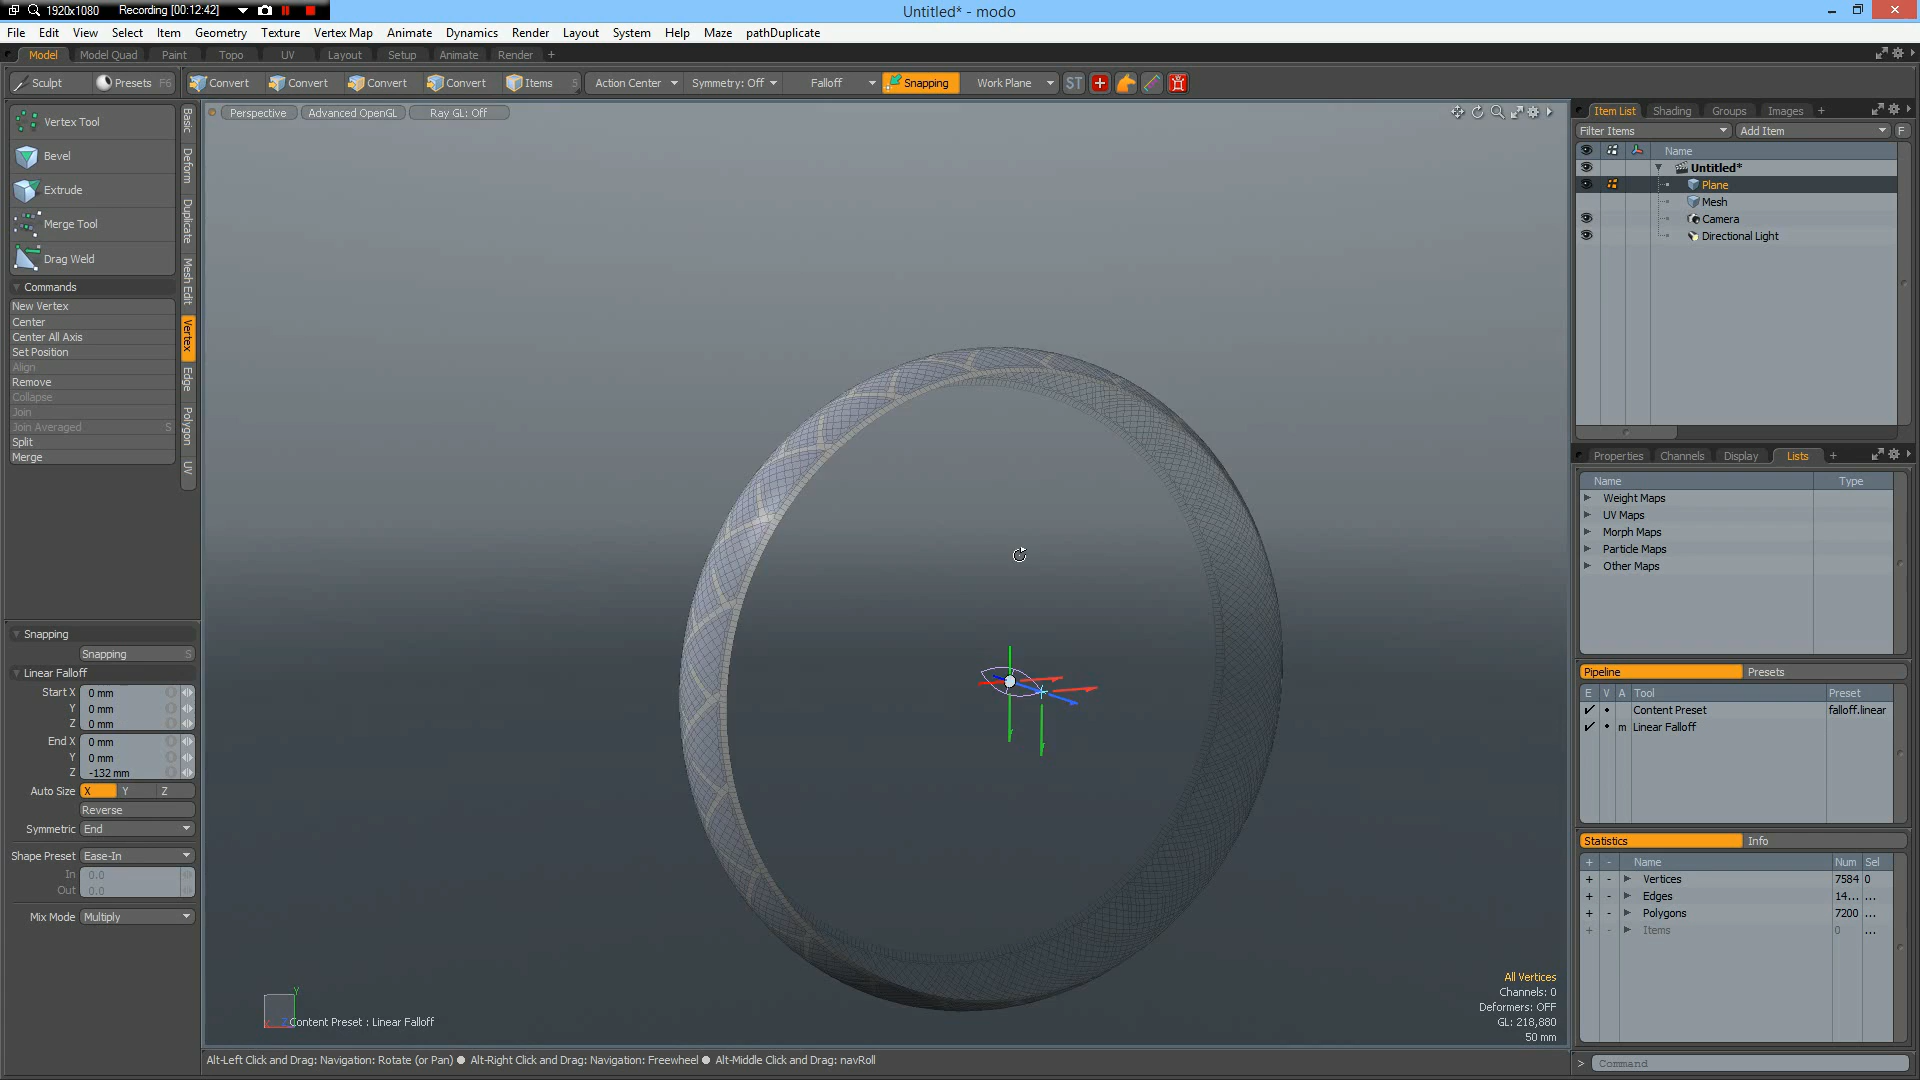 1920x1080 Recording [00:12:42]
Untitled* - modo
File Edit View Select Item Geometry Texture Vertex Map Animate Dynamics Render Layout System Help Maze pathDuplicate
Model Model Quad Paint Topo UV Layout Setup Animate Render +
Sculpt Presets F6 Convert Convert Convert Convert Items 5 Action Center Symmetry: Off Falloff Snapping Work Plane ST
Perspective Advanced OpenGL Ray GL: Off
Vertex Tool
Bevel
Extrude
Merge Tool
Drag Weld
Commands
New Vertex
Center
Center All Axis
Set Position
Align
Remove
Collapse
Join
Join Averaged S
Split
Merge
Basic
Deform
Duplicate
Mesh Edit
Vertex
Edge
Polygon
UV
Snapping
Snapping S
Linear Falloff
Start X 0 mm
Y 0 mm
Z 0 mm
End X 0 mm
Y 0 mm
Z -132 mm
Auto Size X Y Z
Reverse
Symmetric End
Shape Preset Ease-In
In 0.0
Out 0.0
Mix Mode Multiply
Y
Content Preset : Linear Falloff
All Vertices
Channels: 0
Deformers: OFF
GL: 218,880
50 mm
Alt-Left Click and Drag: Navigation: Rotate (or Pan) Alt-Right Click and Drag: Navigation: Freewheel Alt-Middle Click and Drag: navRoll
Item List Shading Groups Images +
Filter Items Add Item F
Name
Untitled*
Plane
Mesh
Camera
Directional Light
Properties Channels Display Lists +
Name Type
Weight Maps
UV Maps
Morph Maps
Particle Maps
Other Maps
Pipeline Presets
E V A Tool Preset
Content Preset falloff.linear
m Linear Falloff
Statistics Info
+ - Name Num Sel
+ - Vertices 7584 0
+ - Edges 14... ...
+ - Polygons 7200 ...
+ - Items 0 ...
> Command